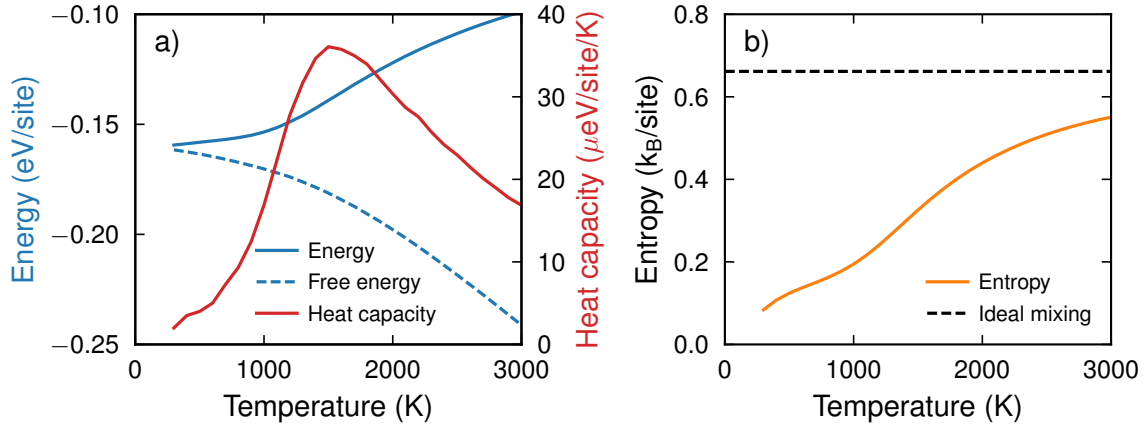 a)
Energy (eV/site)
−0.10
−0.15
−0.20
−0.25
Energy
Free energy
Heat capacity
0
1000
2000
3000
Temperature (K)
40
30
20
10
0
Heat capacity (μeV/site/K)
b)
Entropy (k_B/site)
0.8
0.6
0.4
0.2
0.0
Entropy
Ideal mixing
0
1000
2000
3000
Temperature (K)